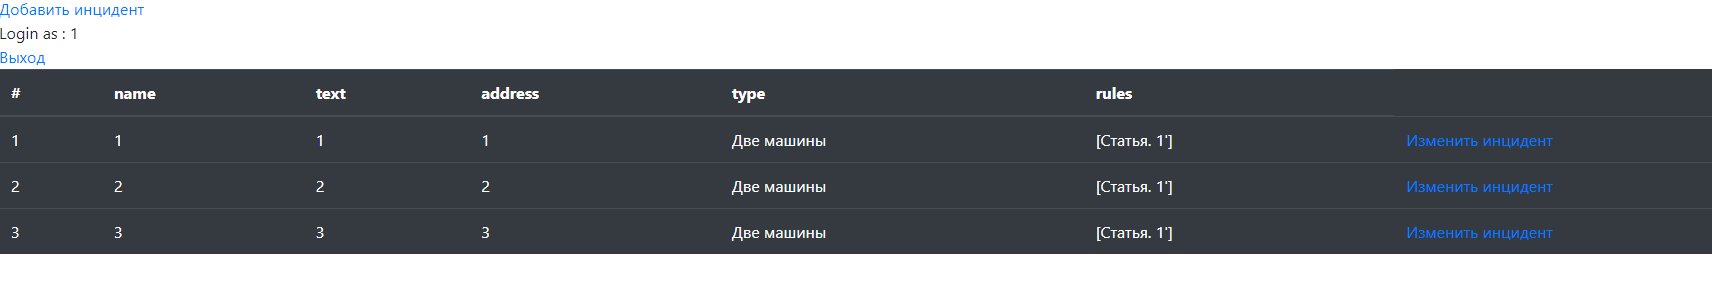 Добавить инцидент
Login as : 1
Выход
# name text address type rules
1 1 1 1 Две машины [Статья. 1'] Изменить инцидент
2 2 2 2 Две машины [Статья. 1'] Изменить инцидент
3 3 3 3 Две машины [Статья. 1'] Изменить инцидент